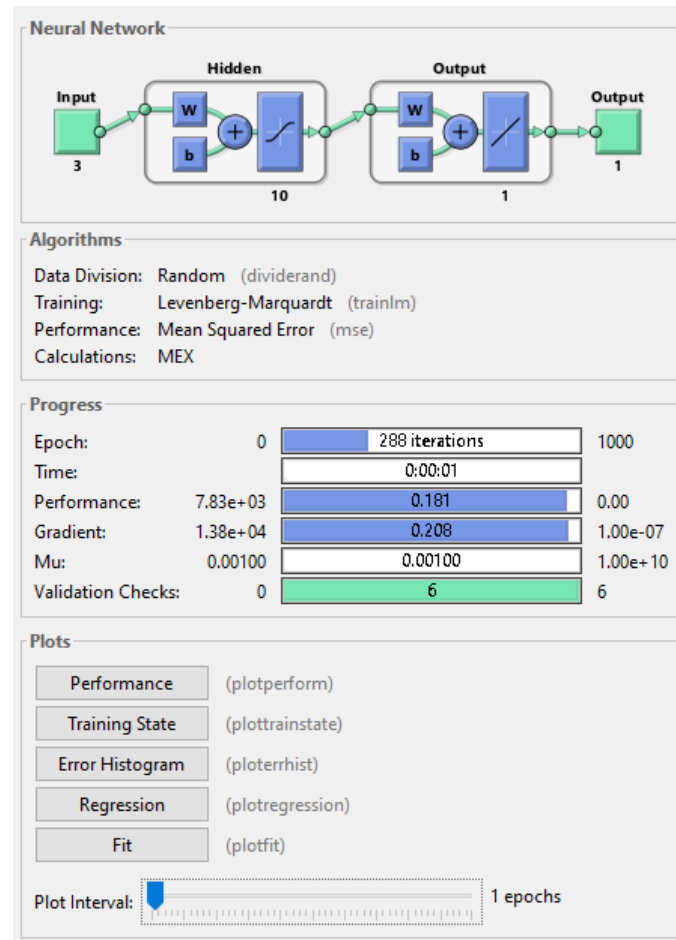 Neural Network
Hidden Output
Input Output
W W
+ +
b b
3 1
10 1
Algorithms
Data Division: Random (dividerand)
Training: Levenberg-Marquardt (trainlm)
Performance: Mean Squared Error (mse)
Calculations: MEX
Progress
Epoch: 0 288 iterations 1000
Time: 0:00:01
Performance: 7.83e+03 0.181 0.00
Gradient: 1.38e+04 0.208 1.00e-07
Mu: 0.00100 0.00100 1.00e+10
Validation Checks: 0 6 6
Plots
Performance (plotperform)
Training State (plottrainstate)
Error Histogram (ploterrhist)
Regression (plotregression)
Fit (plotfit)
Plot Interval: 1 epochs